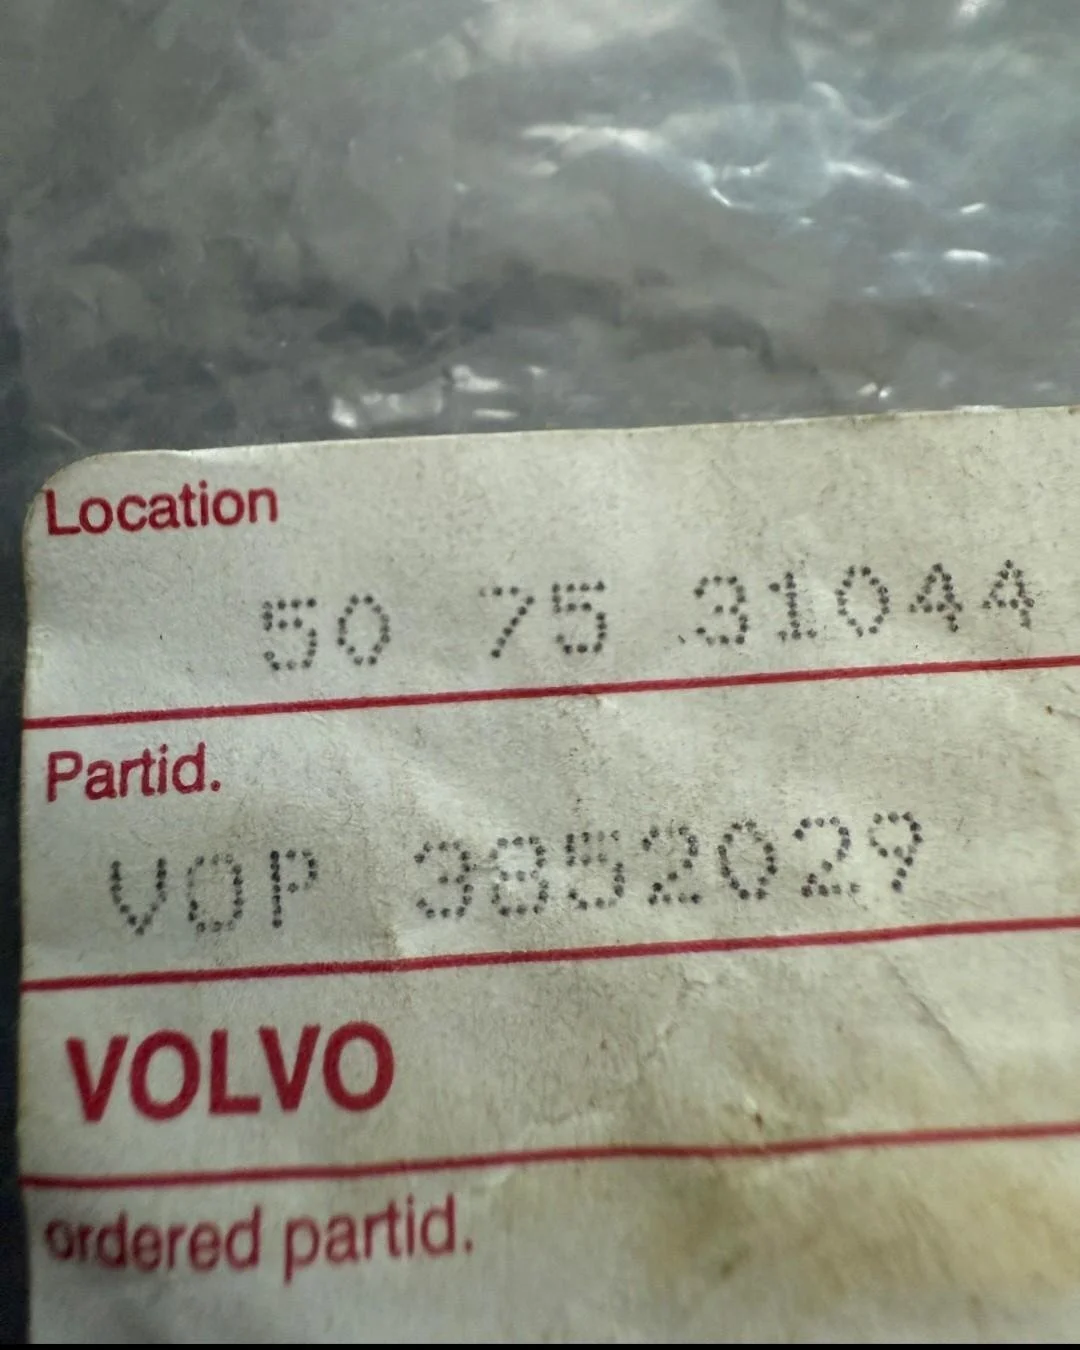 Location
50 75 31044
Partid.
VOP 3852029
VOLVO
ordered partid.